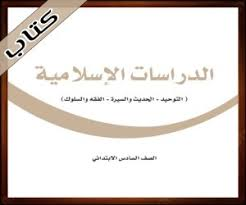 كتاب
الدراسات الإسلامية
( التوحيد - الحديث والسيرة - الفقه والسلوك )
الصف السادس الابتدائي